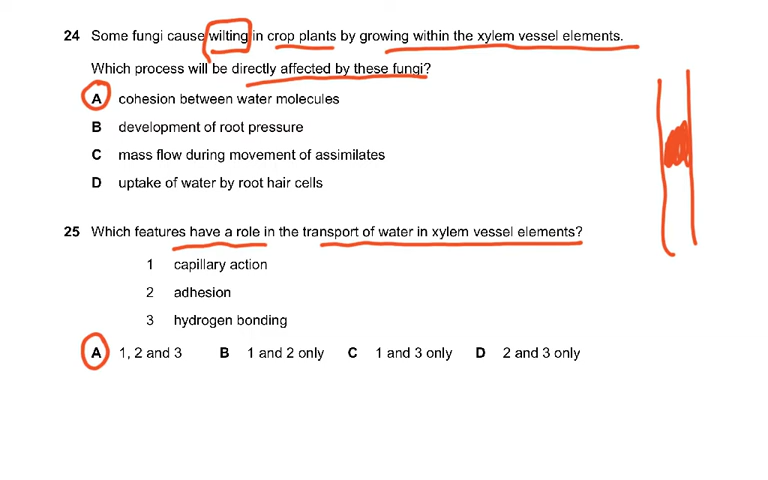 24 Some fungi cause wilting in crop plants by growing within the xylem vessel elements.
Which process will be directly affected by these fungi?
A cohesion between water molecules
B development of root pressure
C mass flow during movement of assimilates
D uptake of water by root hair cells
25 Which features have a role in the transport of water in xylem vessel elements?
1 capillary action
2 adhesion
3 hydrogen bonding
A 1, 2 and 3 B 1 and 2 only C 1 and 3 only D 2 and 3 only